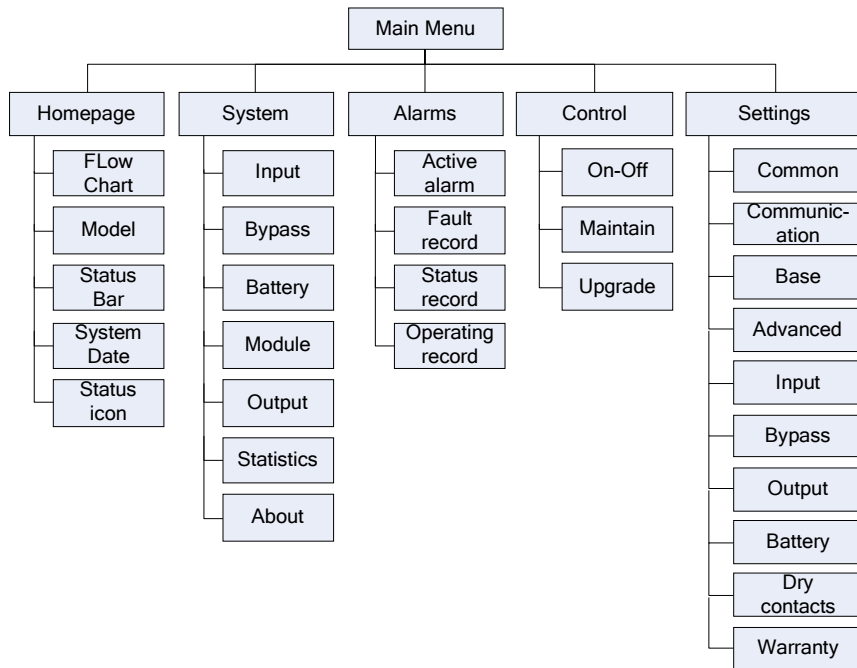 Main Menu
Homepage
System
Alarms
Control
Settings
FLow
Chart
Model
Status
Bar
System
Date
Status
icon
Input
Bypass
Battery
Module
Output
Statistics
About
Active
alarm
Fault
record
Status
record
Operating
record
On-Off
Maintain
Upgrade
Common
Communic-
ation
Base
Advanced
Input
Bypass
Output
Battery
Dry
contacts
Warranty